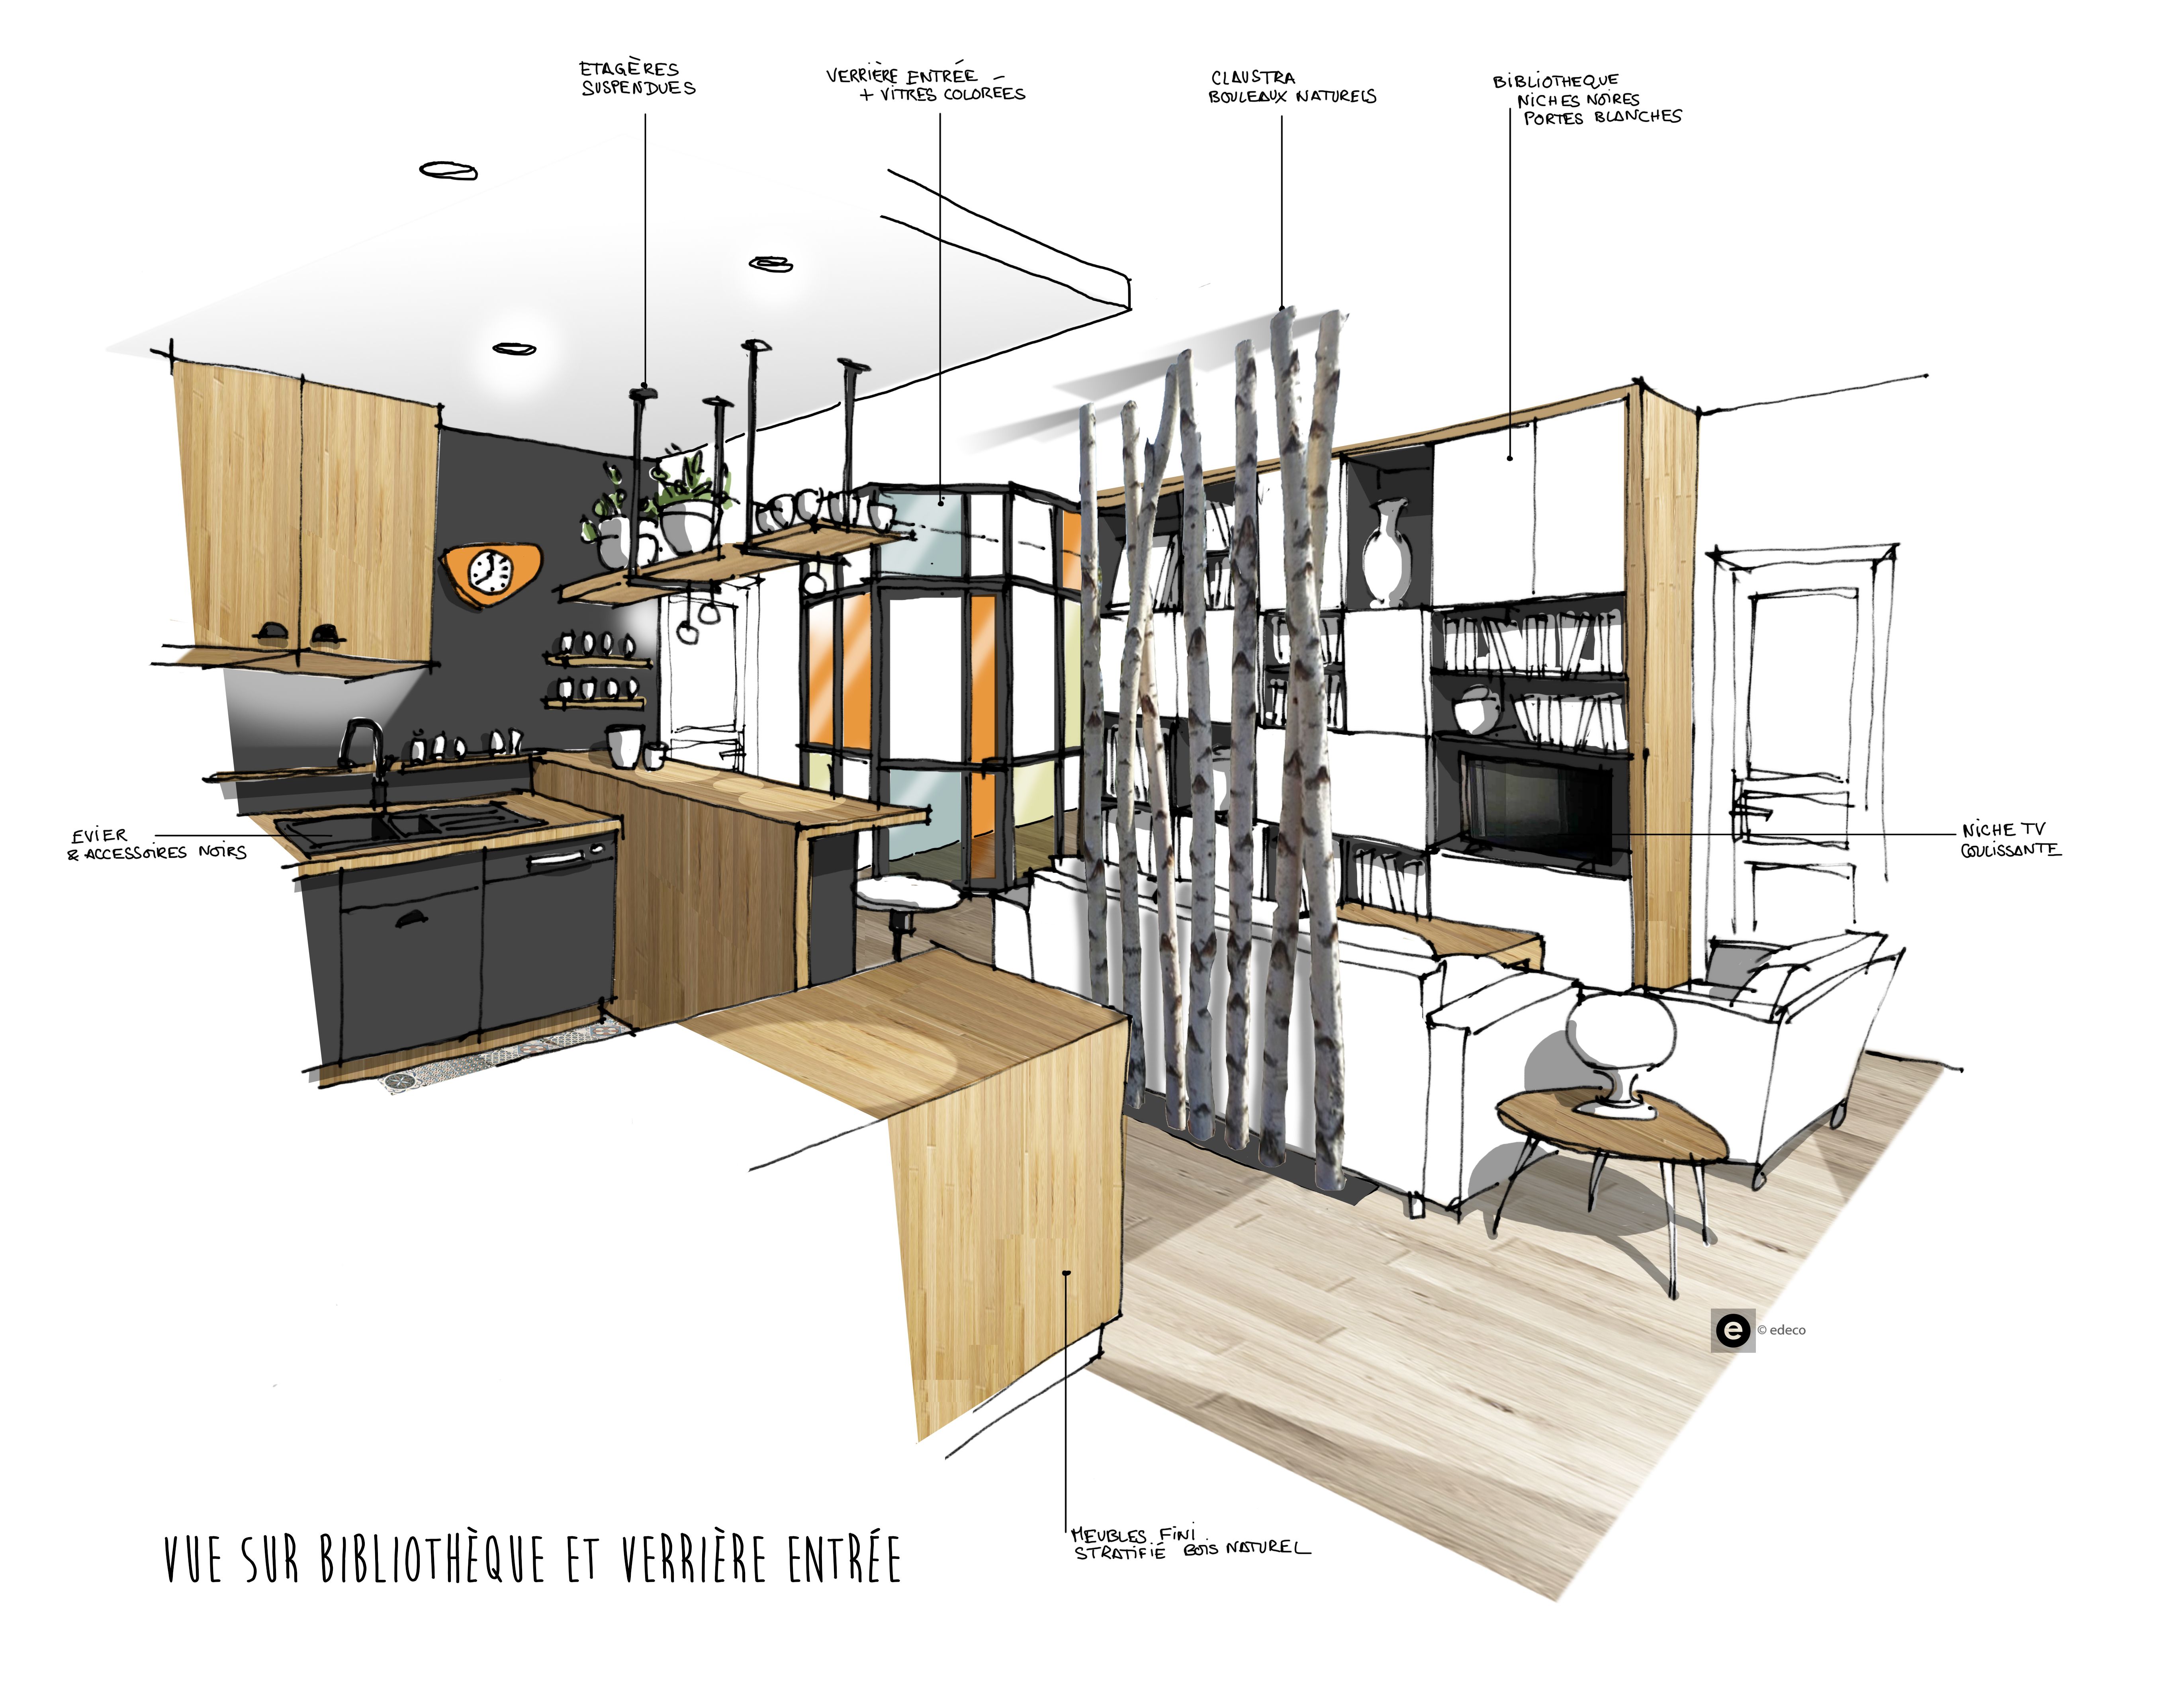 ETAGÈRES
SUSPENDUES
VERRIÈRE ENTRÉE
+ VITRES COLORÉES
CLAUSTRA
BOULEAUX NATURELS
BIBLIOTHEQUE
NICHES NOIRES
PORTES BLANCHES
EVIER
& ACCESSOIRES NOIRS
NICHE TV
COULISSANTE
e © edeco
MEUBLES FINI
STRATIFIÉ BOIS NATUREL
VUE SUR BIBLIOTHÈQUE ET VERRIÈRE ENTRÉE